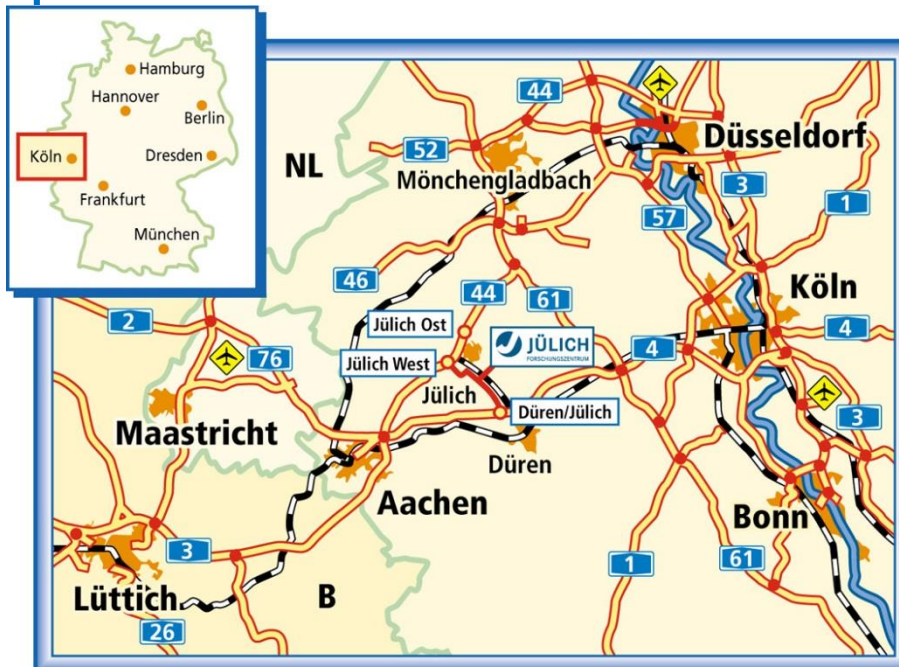 Hamburg
Hannover
Berlin
Köln
Dresden
Frankfurt
München
44
Düsseldorf
52
NL
Mönchengladbach
3
1
57
46
44
61
Köln
2
Jülich Ost
JÜLICH
FORSCHUNGSZENTRUM
76
Jülich West
4
4
Jülich
Düren/Jülich
3
Maastricht
Düren
Aachen
Bonn
3
1
61
Lüttich
B
26